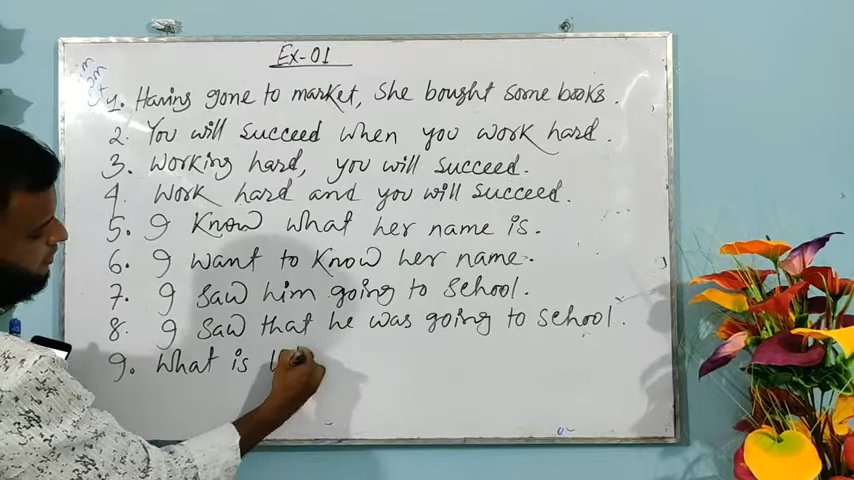 Ex-01
1. Having gone to market, She bought some books.
2. You will succeed when you work hard.
3. Working hard, you will succeed.
4. Work hard and you will succeed.
5. I know what her name is.
6. I want to know her name.
7. I saw him going to school.
8. I saw that he was going to school.
9. What is